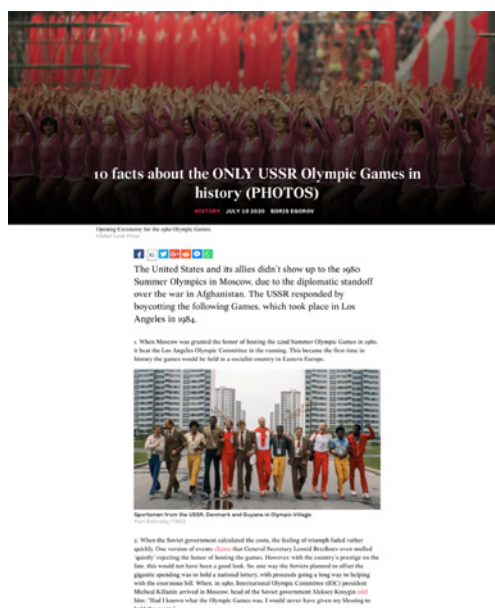 10 facts about the ONLY USSR Olympic Games in
history (PHOTOS)
HISTORY JULY 19 2020 BORIS EGOROV
Opening Ceremony for the 1980 Olympic Games.
Global Look Press
The United States and its allies didn't show up to the 1980
Summer Olympics in Moscow, due to the diplomatic standoff
over the war in Afghanistan. The USSR responded by
boycotting the following Games, which took place in Los
Angeles in 1984.
1. When Moscow was granted the honor of hosting the 22nd Summer Olympic Games in 1980,
it beat the Los Angeles Olympic Committee in the running. This became the first time in
history the games would be held in a socialist country in Eastern Europe.
Sportsmen from the USSR, Denmark and Guyana in Olympic Village.
TASS
2. When the Soviet government calculated the costs, the feeling of triumph faded rather
quickly. One version of events claims that General Secretary Leonid Brezhnev even mulled
'quietly' rejecting the honor of hosting the games. However, with the country's prestige on the
line, this would not have been a good look. So, one way the Soviets planned to offset the
gigantic spending was to hold a national lottery, with proceeds going a long way to helping
with the enormous bill. When, in 1980, International Olympic Committee (IOC) president
Micheal Killanin arrived in Moscow, head of the Soviet government Aleksey Kosygin told
him: "Had I known what the Olympic Games was, I would never have given my blessing to